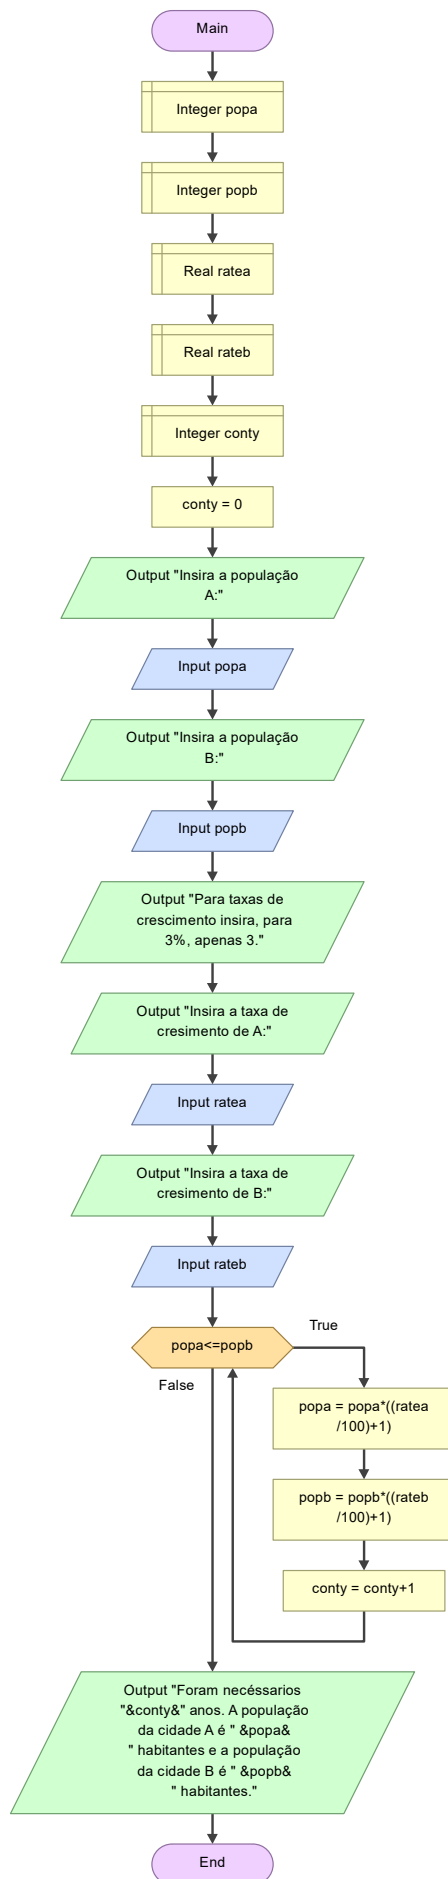 Main
Integer popa
Integer popb
Real ratea
Real rateb
Integer conty
conty = 0
Output "Insira a população
A:"
Input popa
Output "Insira a população
B:"
Input popb
Output "Para taxas de
crescimento insira, para
3%, apenas 3."
Output "Insira a taxa de
cresimento de A:"
Input ratea
Output "Insira a taxa de
cresimento de B:"
Input rateb
popa<=popb
True
False
popa = popa*((ratea
/100)+1)
popb = popb*((rateb
/100)+1)
conty = conty+1
Output "Foram necéssarios
"&conty&" anos. A população
da cidade A é " &popa&
" habitantes e a população
da cidade B é " &popb&
" habitantes."
End